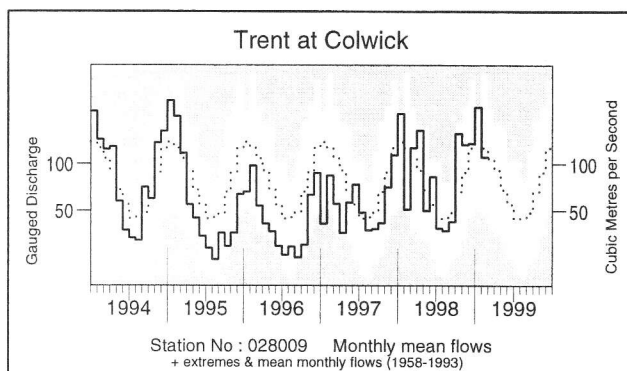 Trent at Colwick
Gauged Discharge
100
50
100
50
Cubic Metres per Second
1994 1995 1996 1997 1998 1999
Station No : 028009 Monthly mean flows
+ extremes & mean monthly flows (1958-1993)